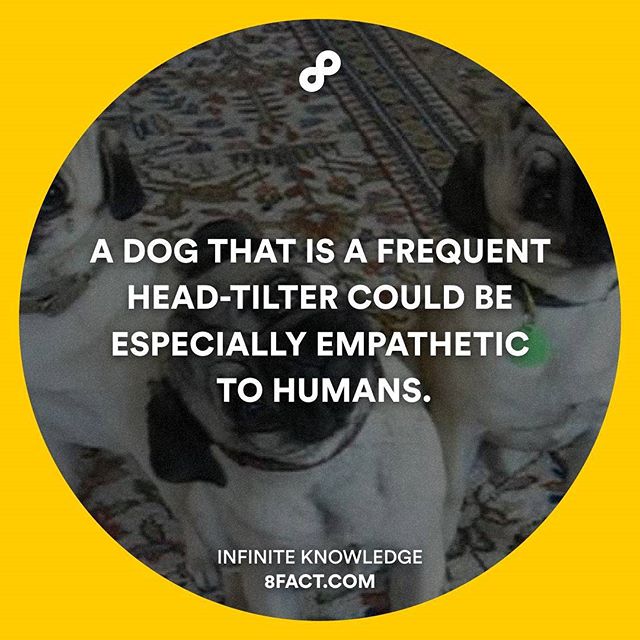 A DOG THAT IS A FREQUENT
HEAD-TILTER COULD BE
ESPECIALLY EMPATHETIC
TO HUMANS.
INFINITE KNOWLEDGE
8FACT.COM